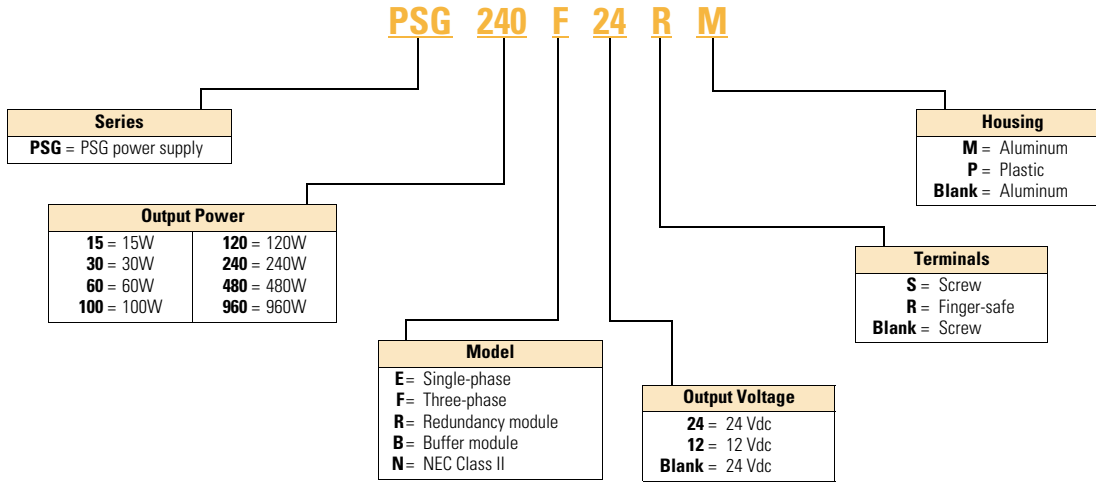 PSG 240 F 24 R M
Series
PSG = PSG power supply
Housing
M = Aluminum
P = Plastic
Blank = Aluminum
Output Power
15 = 15W 120 = 120W
30 = 30W 240 = 240W
60 = 60W 480 = 480W
100 = 100W 960 = 960W
Terminals
S = Screw
R = Finger-safe
Blank = Screw
Model
E = Single-phase
F = Three-phase
R = Redundancy module
B = Buffer module
N = NEC Class II
Output Voltage
24 = 24 Vdc
12 = 12 Vdc
Blank = 24 Vdc